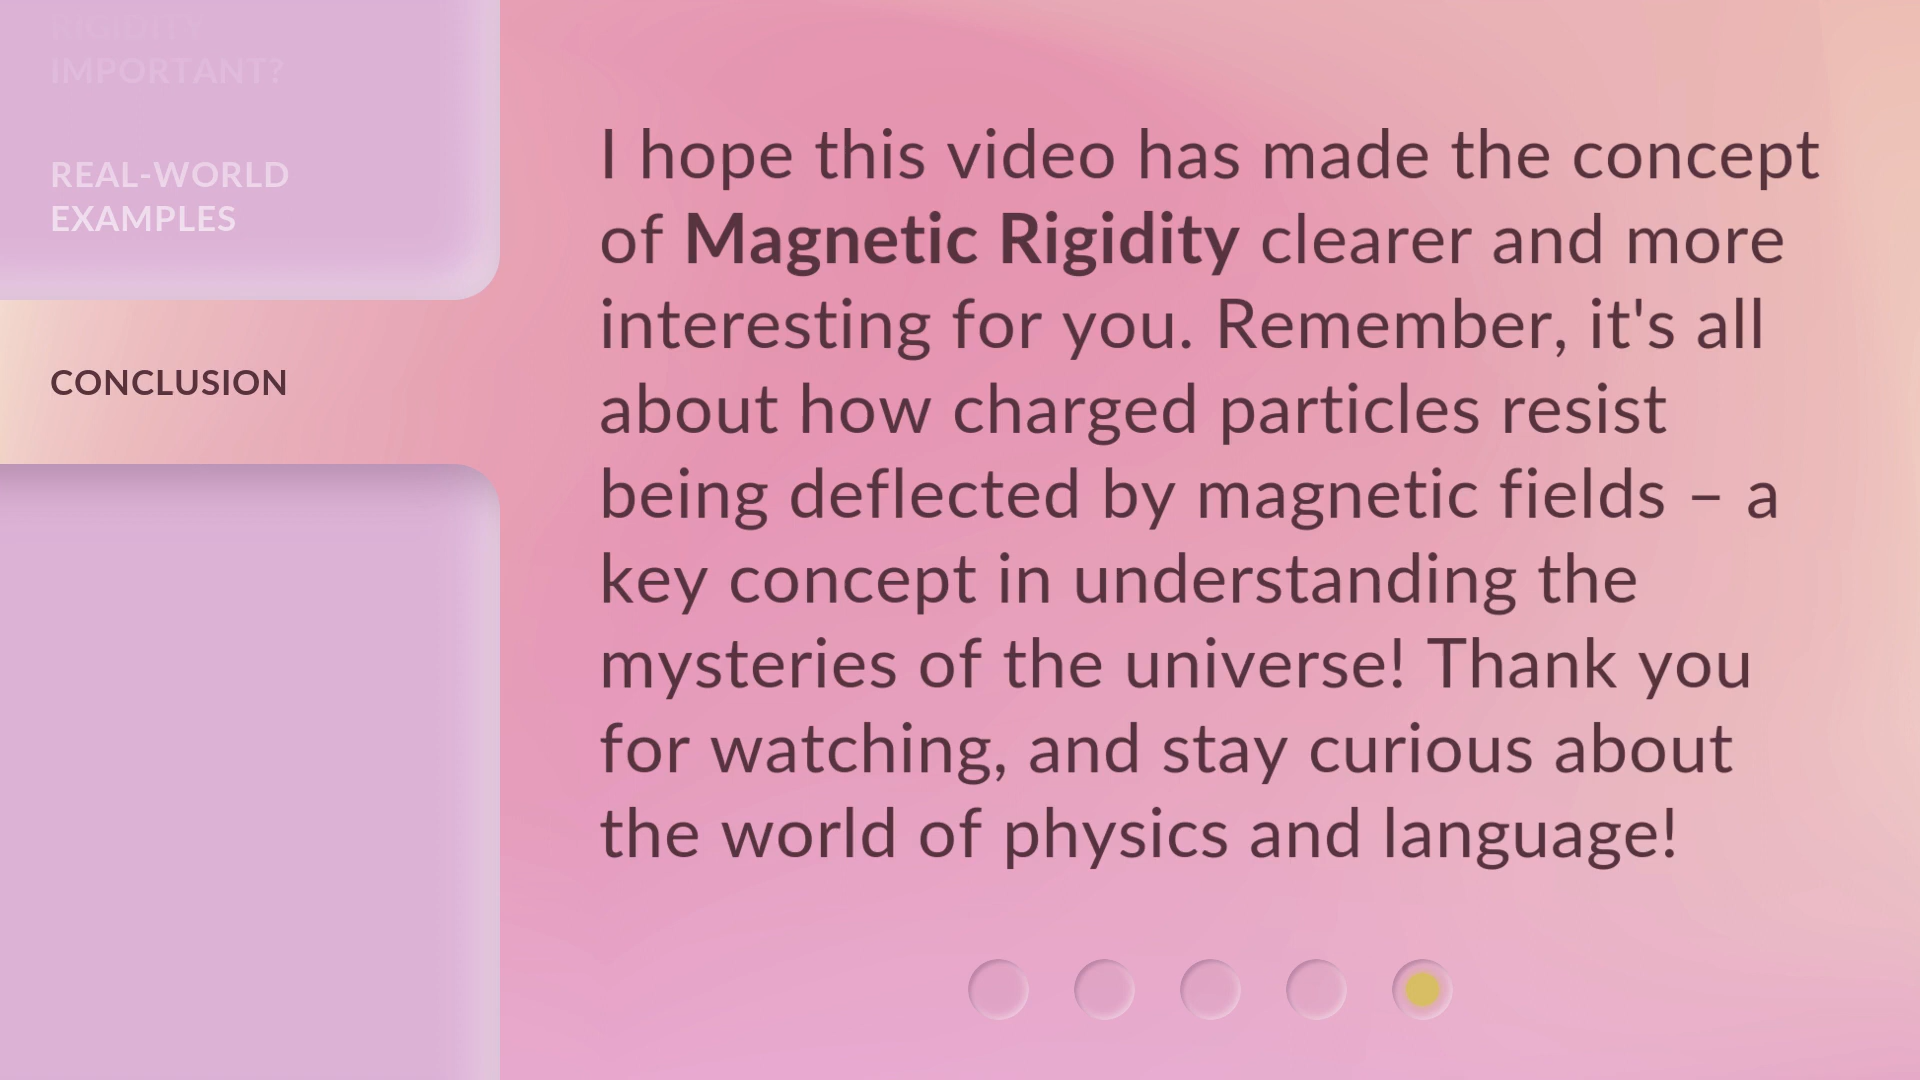 RIGIDITY
IMPORTANT?
REAL-WORLD
EXAMPLES
CONCLUSION
I hope this video has made the concept
of Magnetic Rigidity clearer and more
interesting for you. Remember, it's all
about how charged particles resist
being deflected by magnetic fields – a
key concept in understanding the
mysteries of the universe! Thank you
for watching, and stay curious about
the world of physics and language!